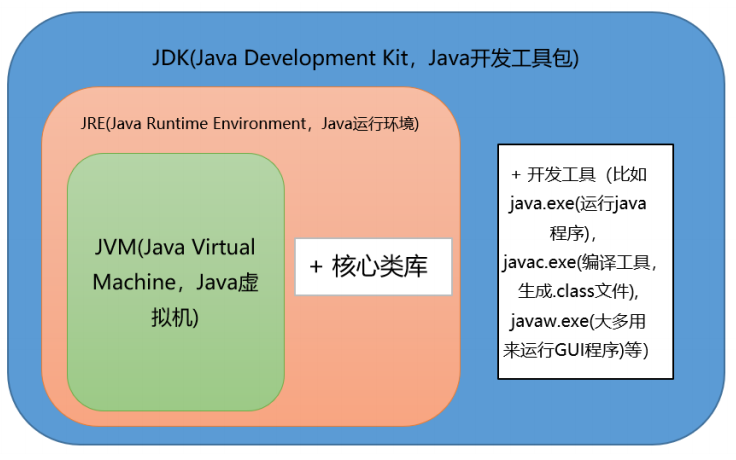 JDK(Java Development Kit，Java开发工具包)
JRE(Java Runtime Environment，Java运行环境)
JVM(Java Virtual
Machine，Java虚
拟机)
+ 核心类库
+ 开发工具（比如
java.exe(运行java
程序)，
javac.exe(编译工具，
生成.class文件),
javaw.exe(大多用
来运行GUI程序)等）